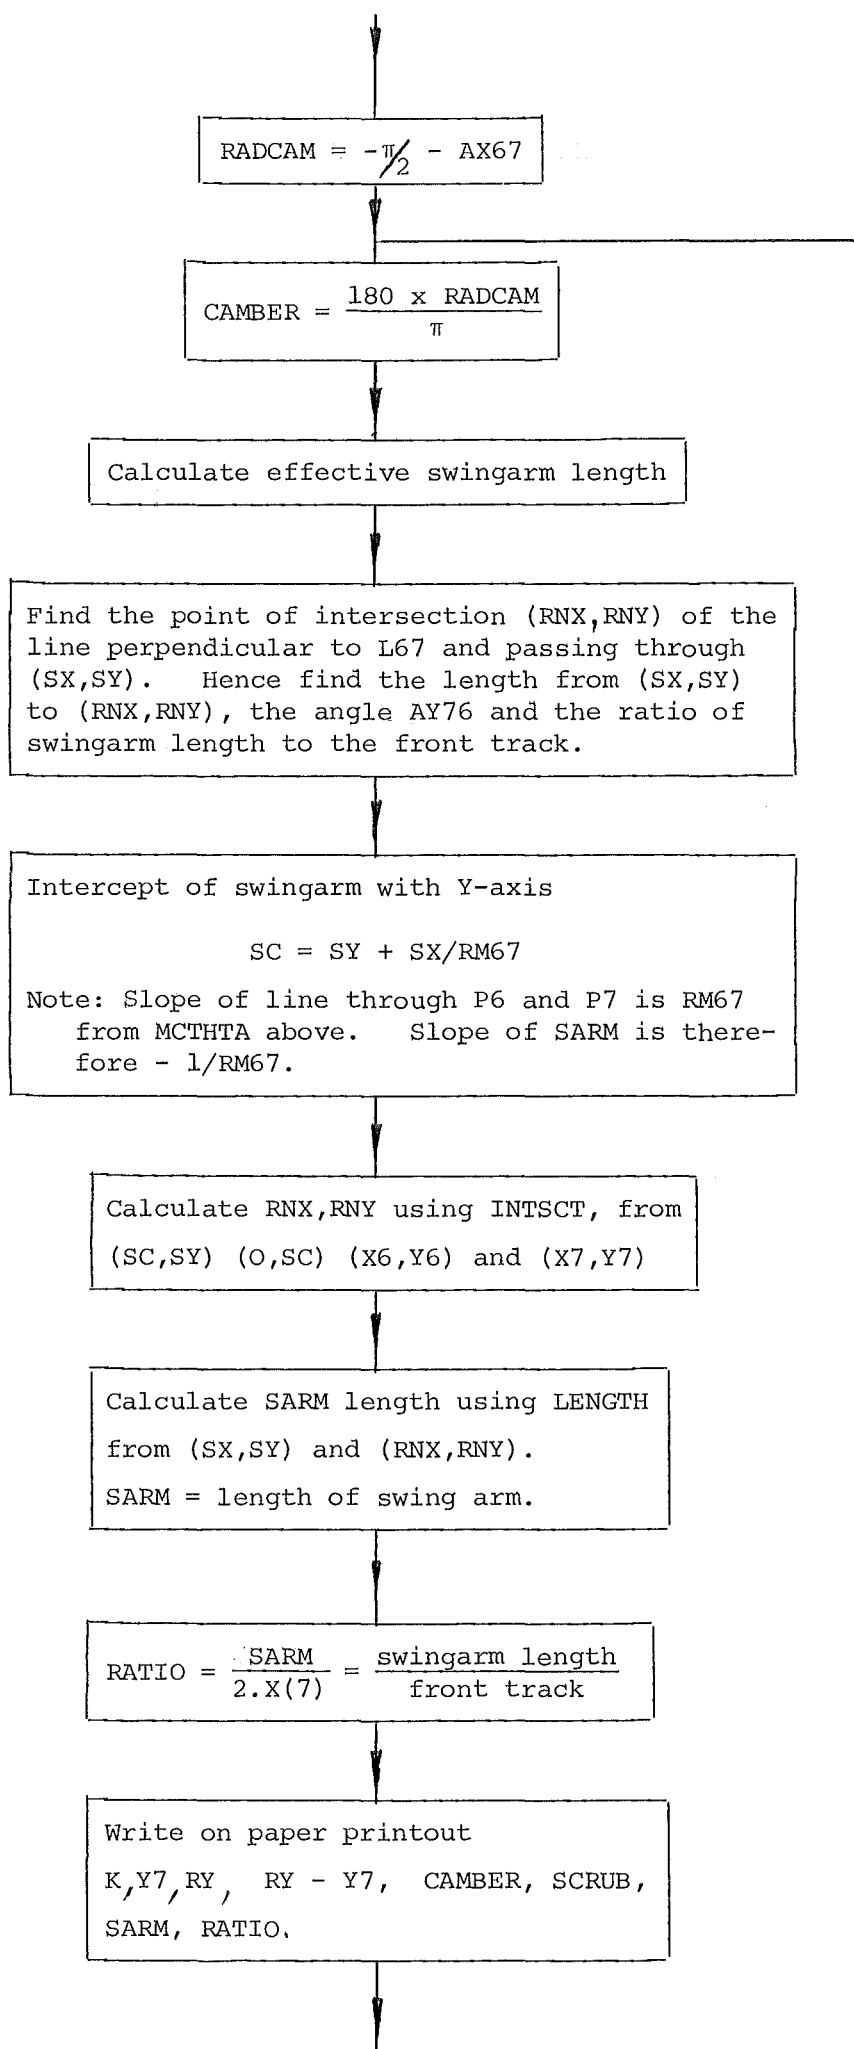 RADCAM = -π/2 - AX67
CAMBER = 180 x RADCAM / π
Calculate effective swingarm length
Find the point of intersection (RNX,RNY) of the
line perpendicular to L67 and passing through
(SX,SY). Hence find the length from (SX,SY)
to (RNX,RNY), the angle AY76 and the ratio of
swingarm length to the front track.
Intercept of swingarm with Y-axis
SC = SY + SX/RM67
Note: Slope of line through P6 and P7 is RM67
from MCTHTA above. Slope of SARM is there-
fore - 1/RM67.
Calculate RNX,RNY using INTSCT, from
(SC,SY) (O,SC) (X6,Y6) and (X7,Y7)
Calculate SARM length using LENGTH
from (SX,SY) and (RNX,RNY).
SARM = length of swing arm.
RATIO = SARM / 2.X(7) = swingarm length / front track
Write on paper printout
K,Y7,RY, RY - Y7, CAMBER, SCRUB,
SARM, RATIO.